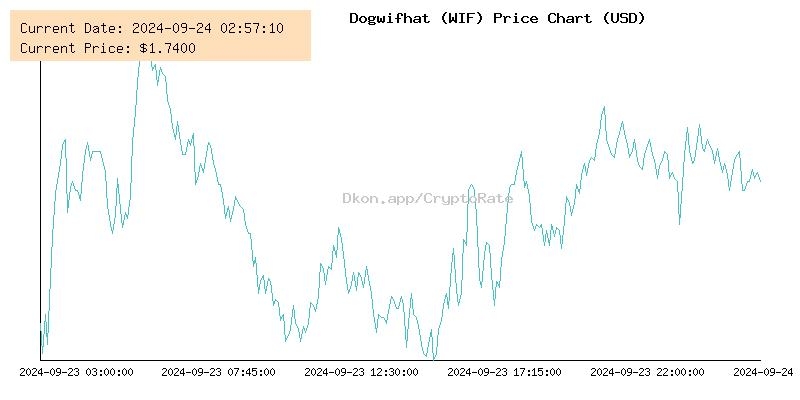 Dogwifhat (WIF) Price Chart (USD)
Current Date: 2024-09-24 02:57:10
Current Price: $1.7400
Dkon.app/CryptoRate
2024-09-23 03:00:00
2024-09-23 07:45:00
2024-09-23 12:30:00
2024-09-23 17:15:00
2024-09-23 22:00:00
2024-09-24